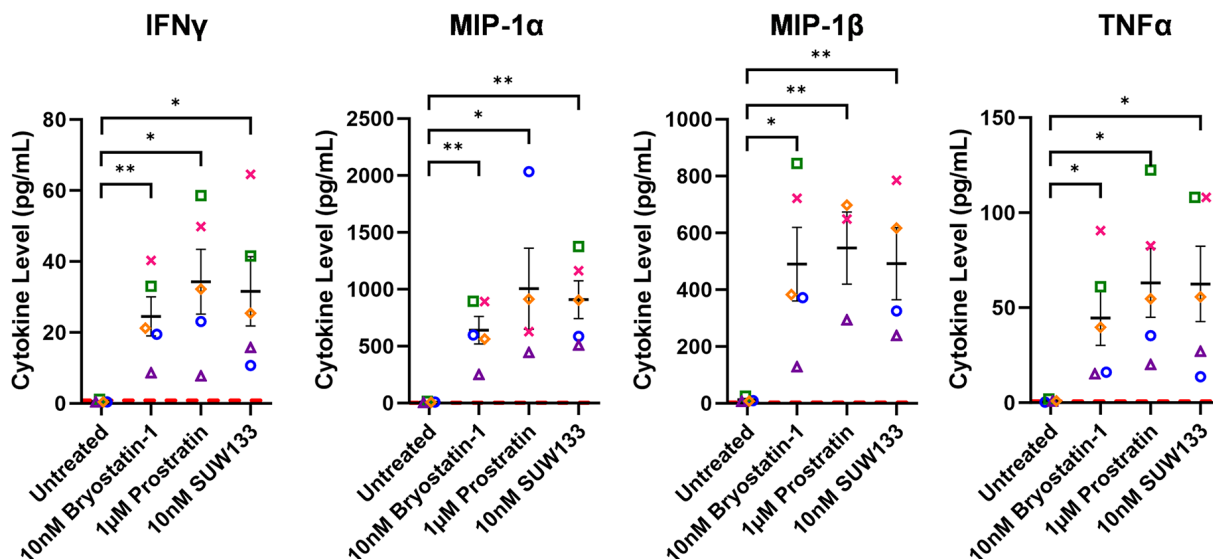 IFNγ
**
*
*
Cytokine Level (pg/mL)
80
60
40
20
0
Untreated
10nM Bryostatin-1
1μM Prostratin
10nM SUW133
MIP-1α
**
*
**
Cytokine Level (pg/mL)
2500
2000
1500
1000
500
0
Untreated
10nM Bryostatin-1
1μM Prostratin
10nM SUW133
MIP-1β
**
**
*
Cytokine Level (pg/mL)
1000
800
600
400
200
0
Untreated
10nM Bryostatin-1
1μM Prostratin
10nM SUW133
TNFα
*
*
*
Cytokine Level (pg/mL)
150
100
50
0
Untreated
10nM Bryostatin-1
1μM Prostratin
10nM SUW133